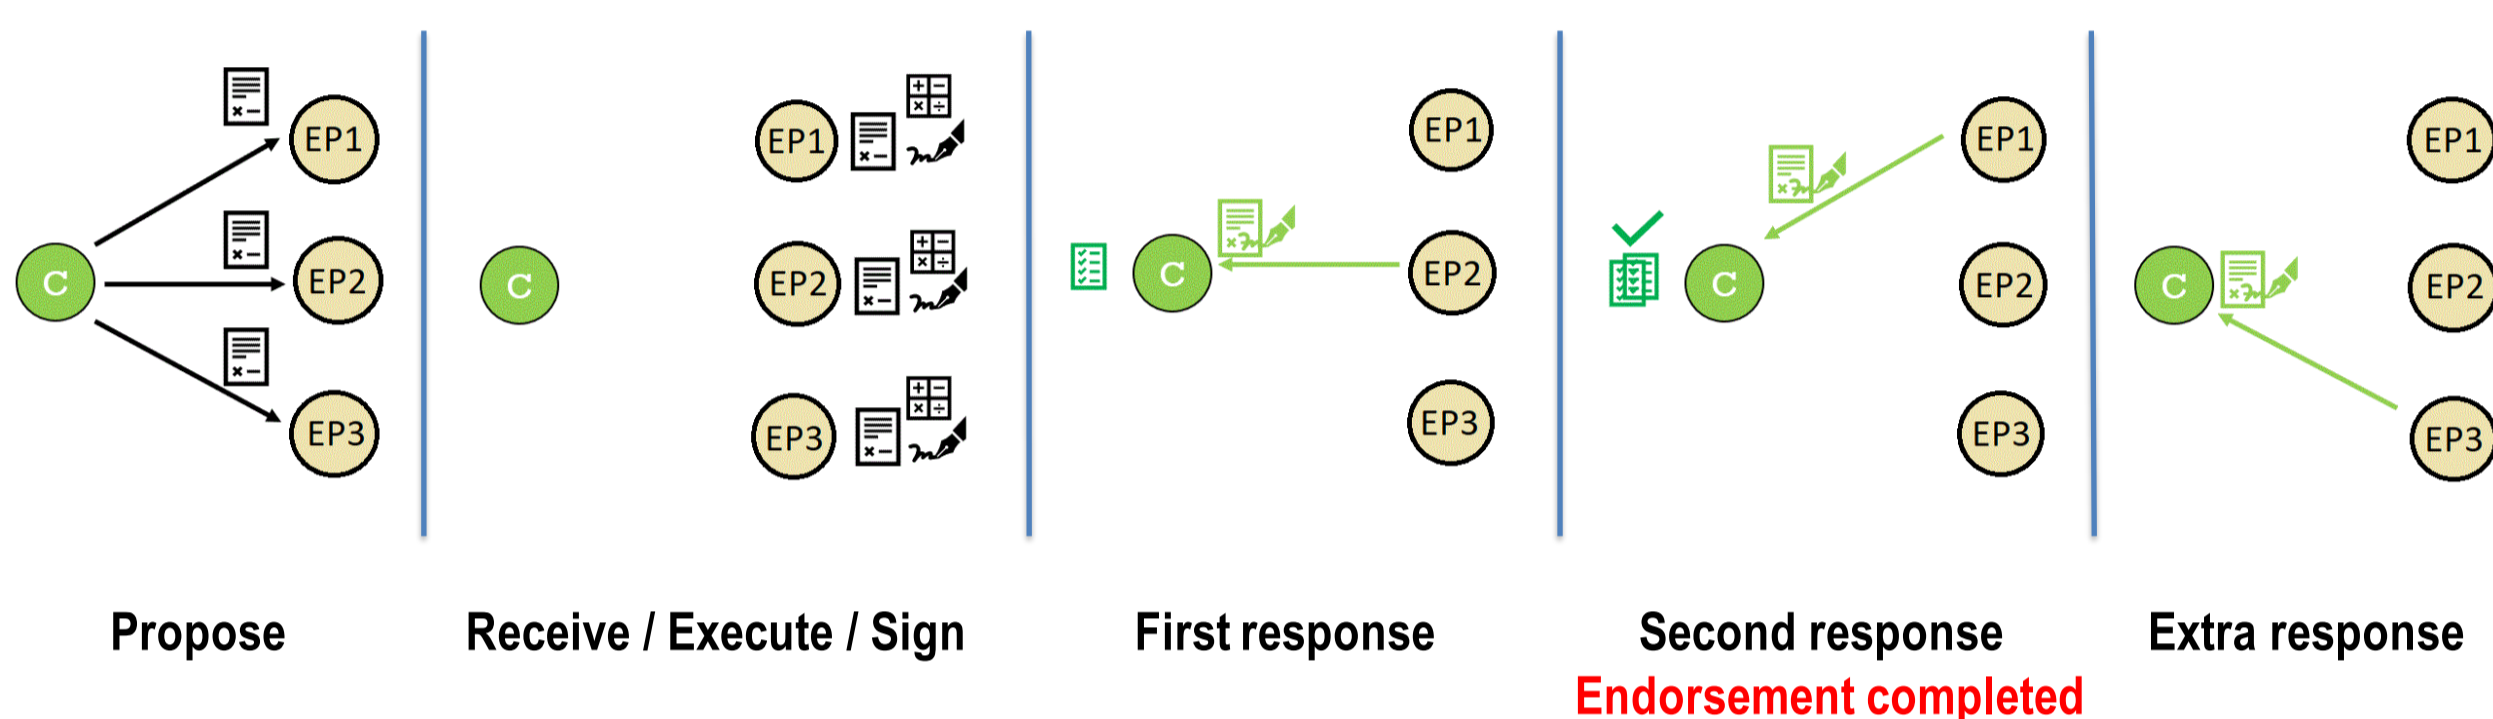 EP1
C
EP2
EP3
EP1
C
EP2
EP3
EP1
C
EP2
EP3
EP1
C
EP2
EP3
EP1
C
EP2
EP3
Propose
Receive / Execute / Sign
First response
Second response
Endorsement completed
Extra response